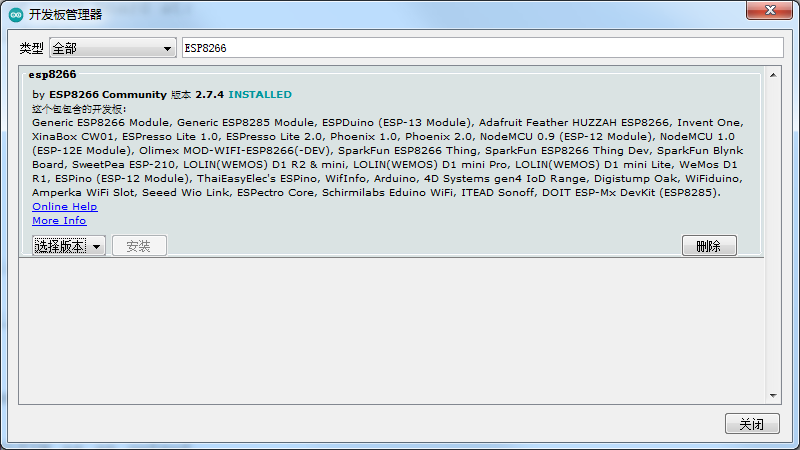 开发板管理器
类型 全部 ESP8266
esp8266
by ESP8266 Community 版本 2.7.4 INSTALLED
这个包包含的开发板:
Generic ESP8266 Module, Generic ESP8285 Module, ESPDuino (ESP-13 Module), Adafruit Feather HUZZAH ESP8266, Invent One,
XinaBox CW01, ESPresso Lite 1.0, ESPresso Lite 2.0, Phoenix 1.0, Phoenix 2.0, NodeMCU 0.9 (ESP-12 Module), NodeMCU 1.0
(ESP-12E Module), Olimex MOD-WIFI-ESP8266(-DEV), SparkFun ESP8266 Thing, SparkFun ESP8266 Thing Dev, SparkFun Blynk
Board, SweetPea ESP-210, LOLIN(WEMOS) D1 R2 & mini, LOLIN(WEMOS) D1 mini Pro, LOLIN(WEMOS) D1 mini Lite, WeMos D1
R1, ESPino (ESP-12 Module), ThaiEasyElec's ESPino, WifInfo, Arduino, 4D Systems gen4 IoD Range, Digistump Oak, WiFiduino,
Amperka WiFi Slot, Seeed Wio Link, ESPectro Core, Schirmilabs Eduino WiFi, ITEAD Sonoff, DOIT ESP-Mx DevKit (ESP8285).
Online Help
More Info
选择版本 安装 删除
关闭